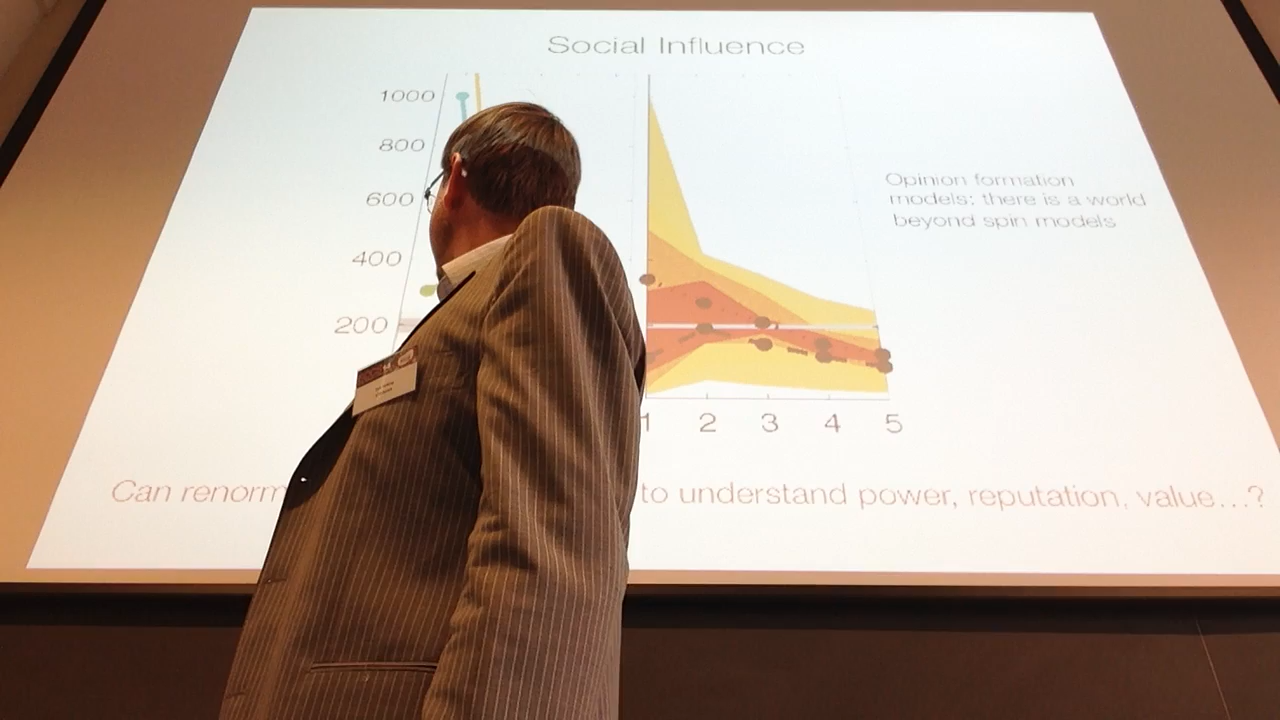 Social Influence
1000
800
600
400
200
Opinion formation
models: there is a world
beyond spin models
1 2 3 4 5
Can renorm
to understand power, reputation, value...?